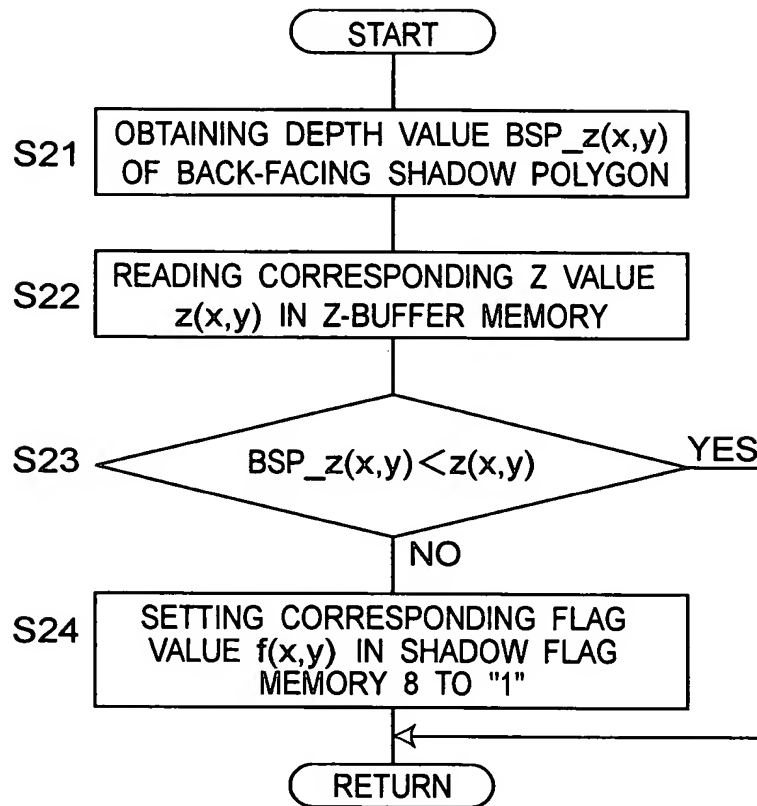 START
S21
OBTAINING DEPTH VALUE BSP_z(x,y)
OF BACK-FACING SHADOW POLYGON
S22
READING CORRESPONDING Z VALUE
z(x,y) IN Z-BUFFER MEMORY
S23
BSP_z(x,y)<z(x,y)
YES
NO
S24
SETTING CORRESPONDING FLAG
VALUE f(x,y) IN SHADOW FLAG
MEMORY 8 TO "1"
RETURN